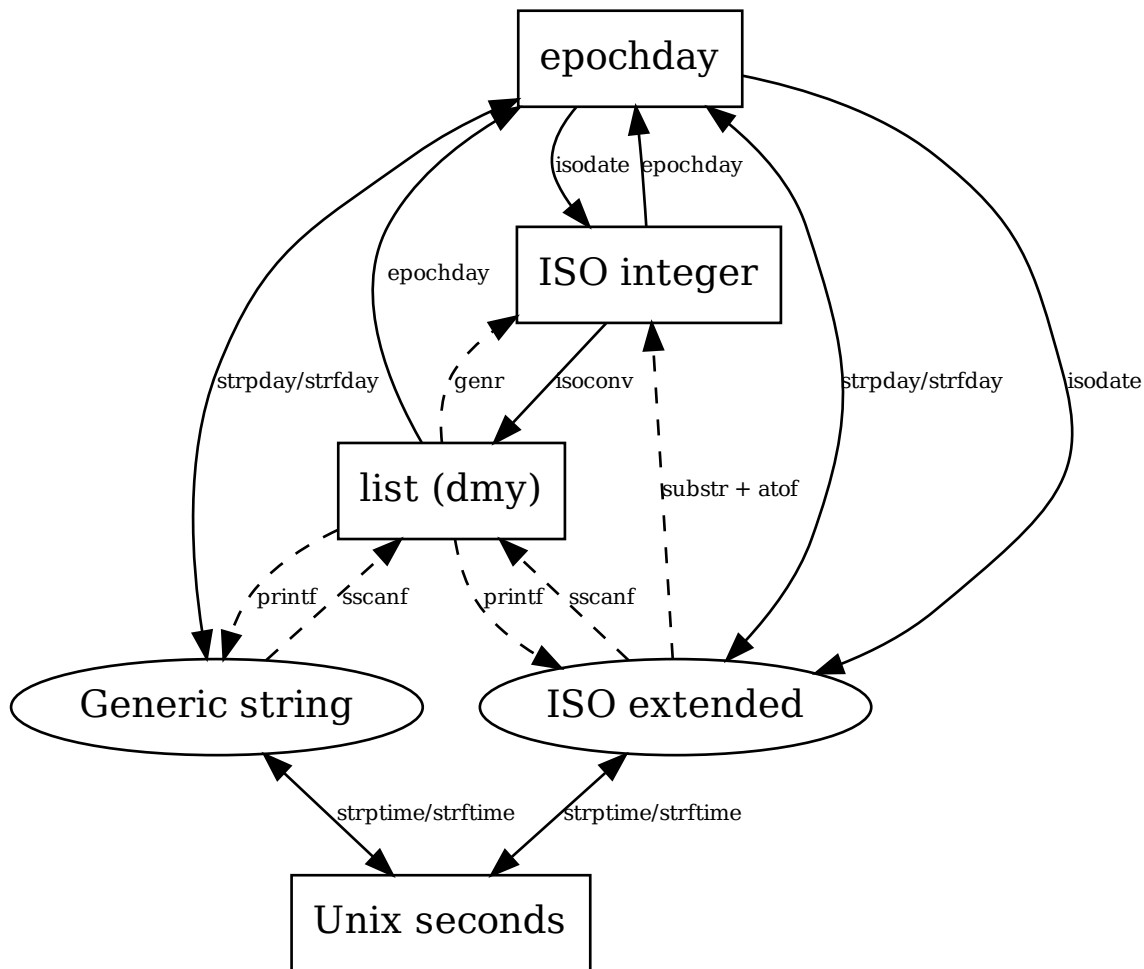 epochday
isodate
epochday
ISO integer
epochday
strpday/strfday
genr
isoconv
strpday/strfday
isodate
list (dmy)
substr + atof
printf
sscanf
printf
sscanf
Generic string
ISO extended
strptime/strftime
strptime/strftime
Unix seconds